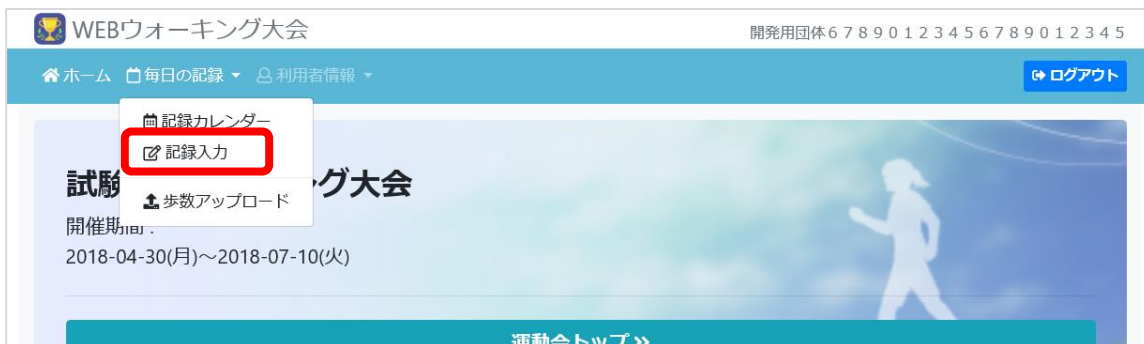 WEBウォーキング大会
開発用団体67890123456789012345
ホーム 毎日の記録 利用者情報
ログアウト
記録カレンダー
記録入力
歩数アップロード
試験 グ大会
開催期間:
2018-04-30(月)~2018-07-10(火)
運動会トップ »